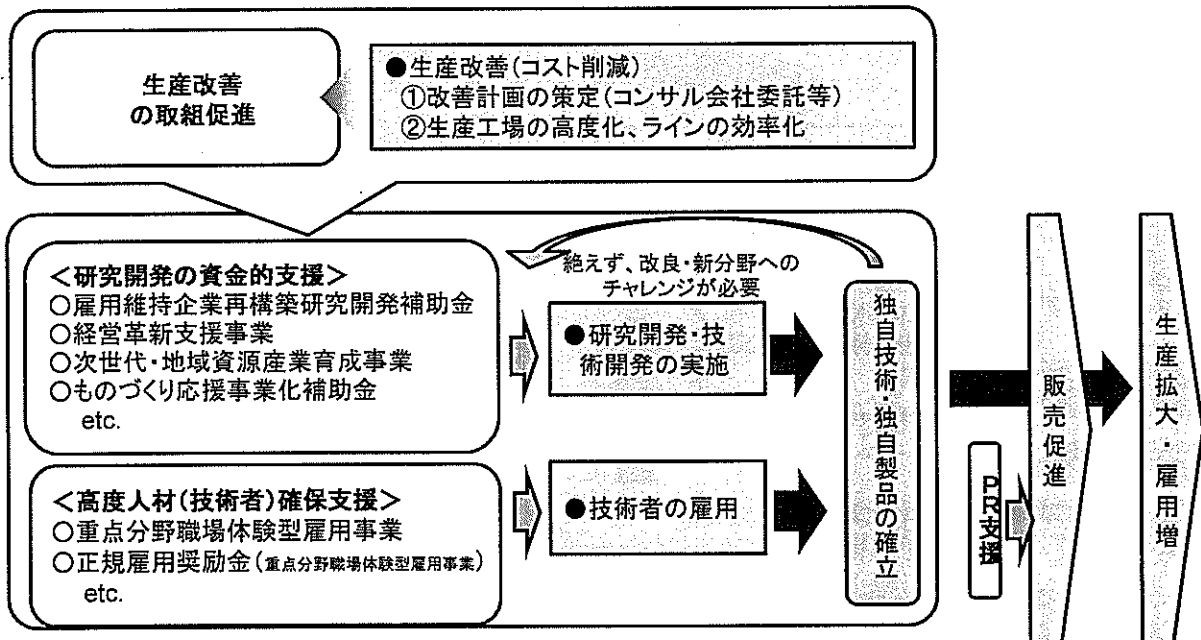 生産改善
の取組促進
●生産改善(コスト削減)
①改善計画の策定(コンサル会社委託等)
②生産工場の高度化、ラインの効率化
<研究開発の資金的支援>
○雇用維持企業再構築研究開発補助金
○経営革新支援事業
○次世代・地域資源産業育成事業
○ものづくり応援事業化補助金
etc.
絶えず、改良・新分野への
チャレンジが必要
●研究開発・技
術開発の実施
<高度人材(技術者)確保支援>
○重点分野職場体験型雇用事業
○正規雇用奨励金(重点分野職場体験型雇用事業)
etc.
●技術者の雇用
独自技術・独自製品の確立
PR支援
販売促進
生産拡大・雇用増